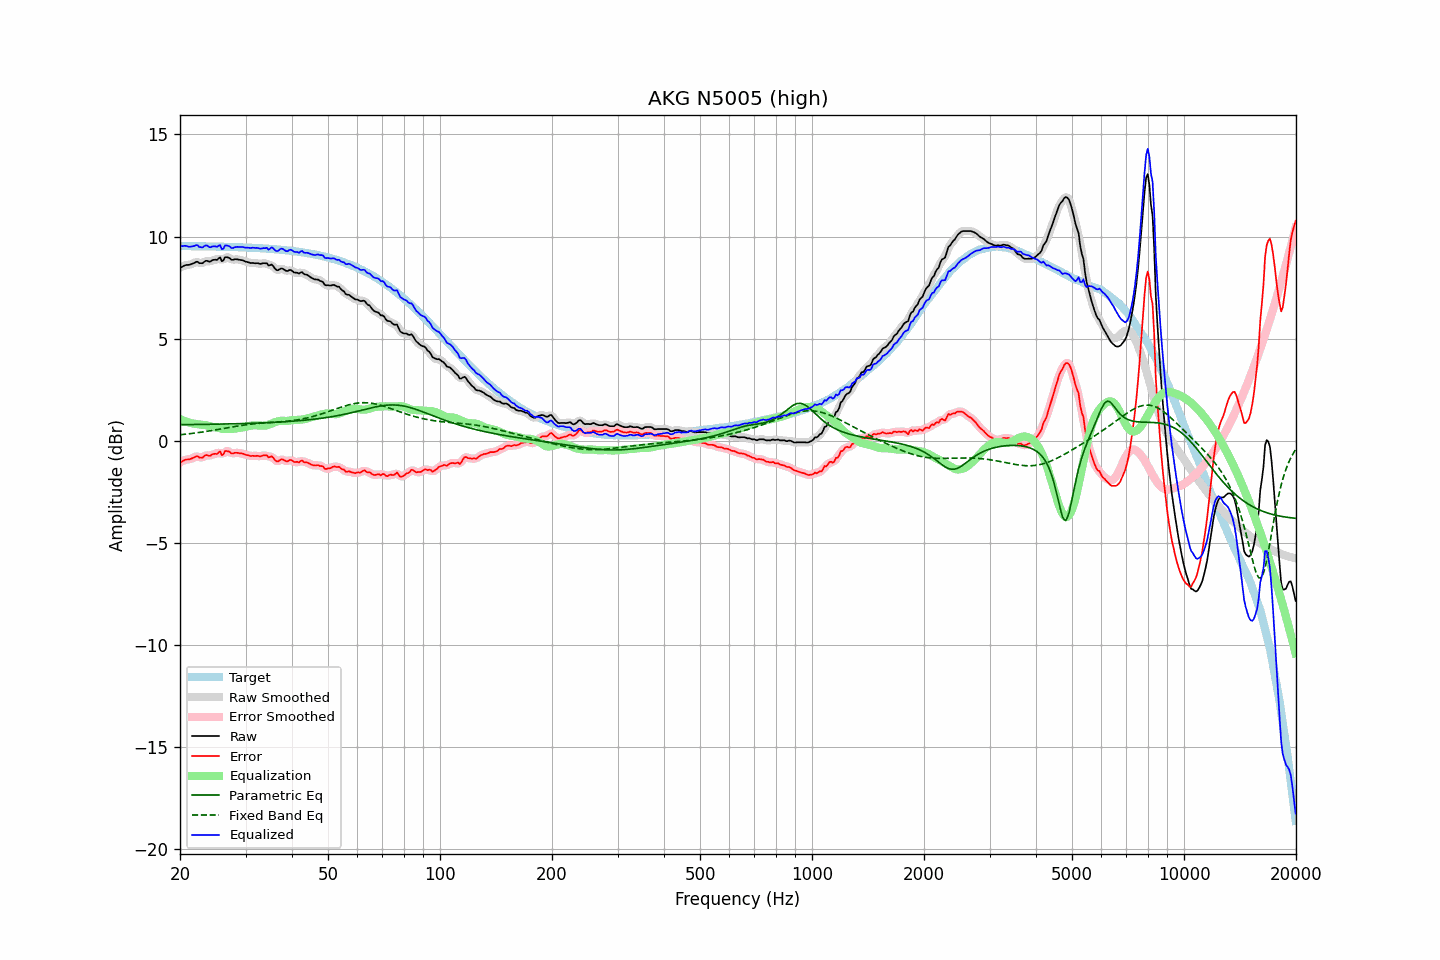 AKG N5005 (high)
Amplitude (dBr)
15
10
5
0
−5
−10
−15
−20
Target
Raw Smoothed
Error Smoothed
Raw
Error
Equalization
Parametric Eq
Fixed Band Eq
Equalized
20 50 100 200 500 1000 2000 5000 10000 20000
Frequency (Hz)